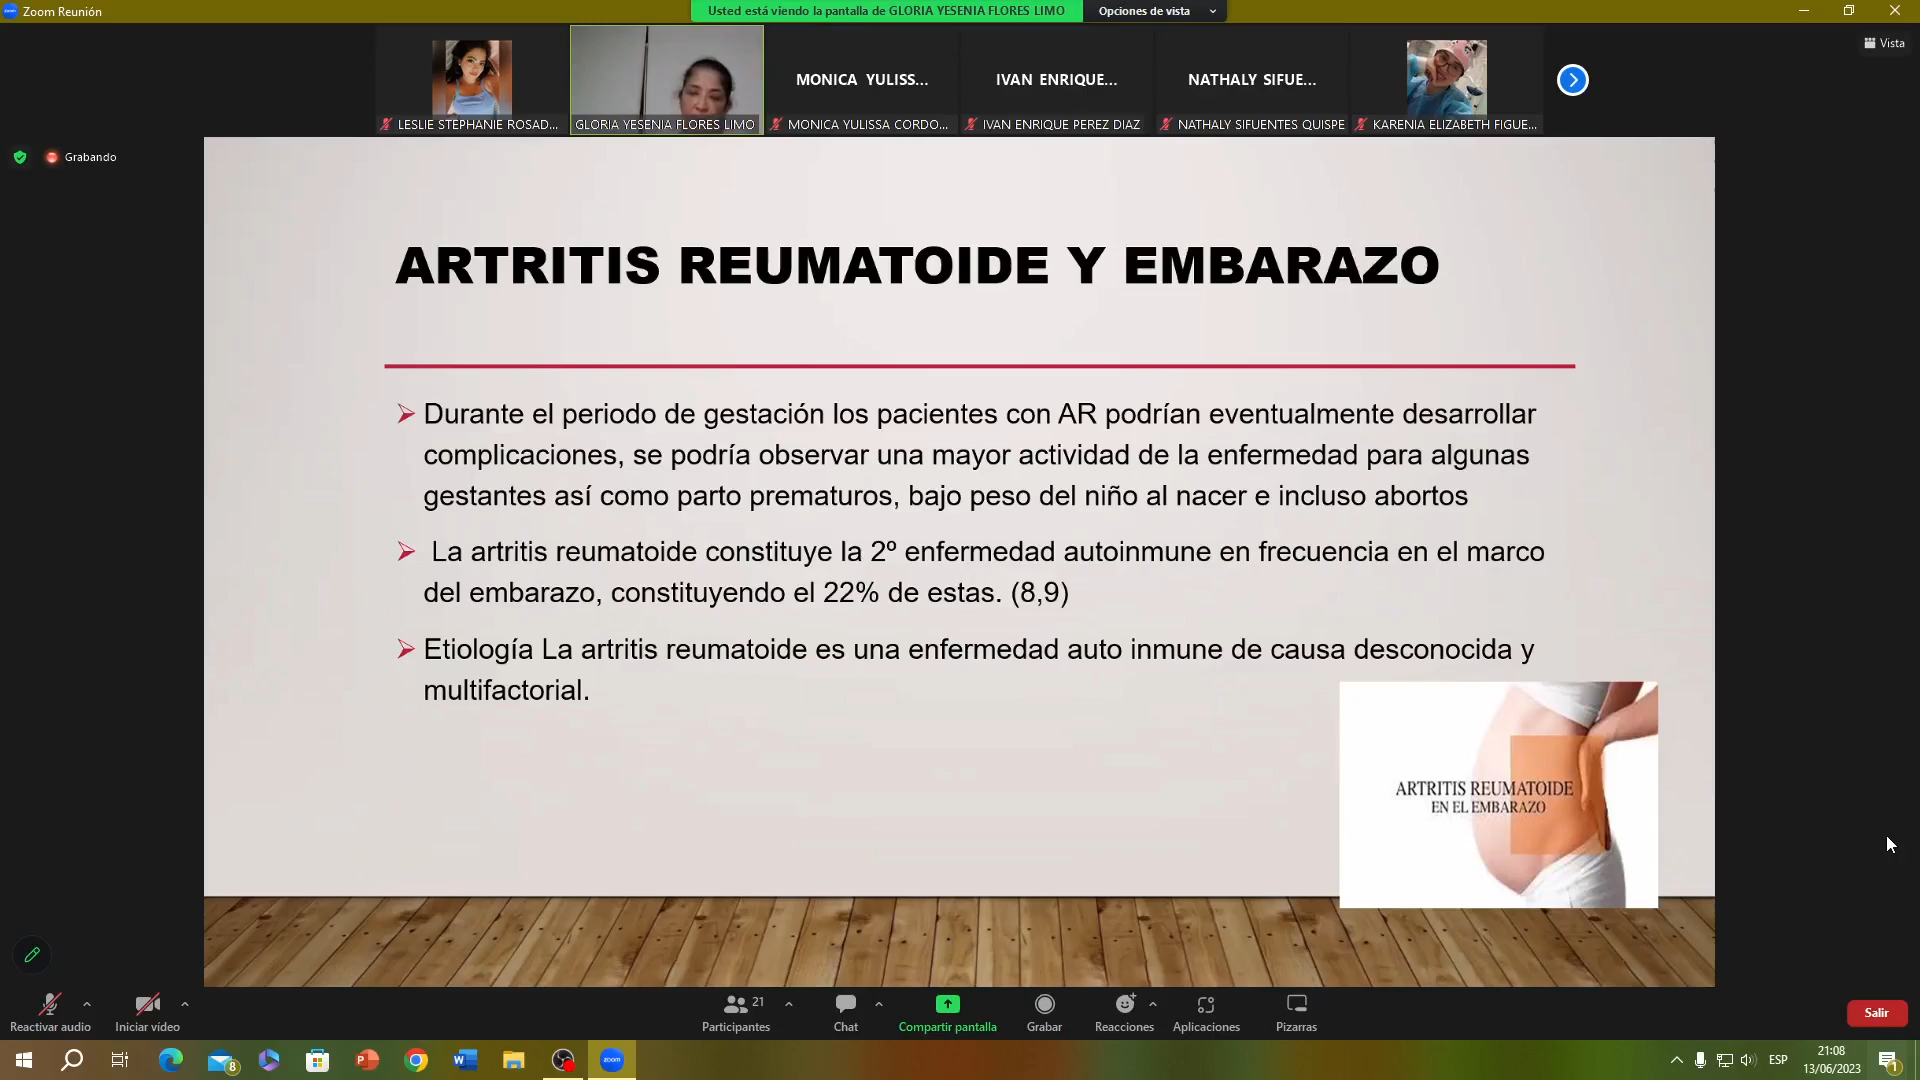 Zoom Reunión
Usted está viendo la pantalla de GLORIA YESENIA FLORES LIMO
Opciones de vista
Vista
MONICA YULISS...
IVAN ENRIQUE...
NATHALY SIFUE...
LESLIE STEPHANIE ROSAD...
GLORIA YESENIA FLORES LIMO
MONICA YULISSA CORDO...
IVAN ENRIQUE PEREZ DIAZ
NATHALY SIFUENTES QUISPE
KARENIA ELIZABETH FIGUE...
Grabando
ARTRITIS REUMATOIDE Y EMBARAZO
Durante el periodo de gestación los pacientes con AR podrían eventualmente desarrollar
complicaciones, se podría observar una mayor actividad de la enfermedad para algunas
gestantes así como parto prematuros, bajo peso del niño al nacer e incluso abortos
La artritis reumatoide constituye la 2º enfermedad autoinmune en frecuencia en el marco
del embarazo, constituyendo el 22% de estas. (8,9)
Etiología La artritis reumatoide es una enfermedad auto inmune de causa desconocida y
multifactorial.
ARTRITIS REUMATOIDE
EN EL EMBARAZO
Reactivar audio
Iniciar vídeo
21
Participantes
Chat
Compartir pantalla
Grabar
Reacciones
Aplicaciones
Pizarras
Salir
8
zoom
ESP
21:08
13/06/2023
1